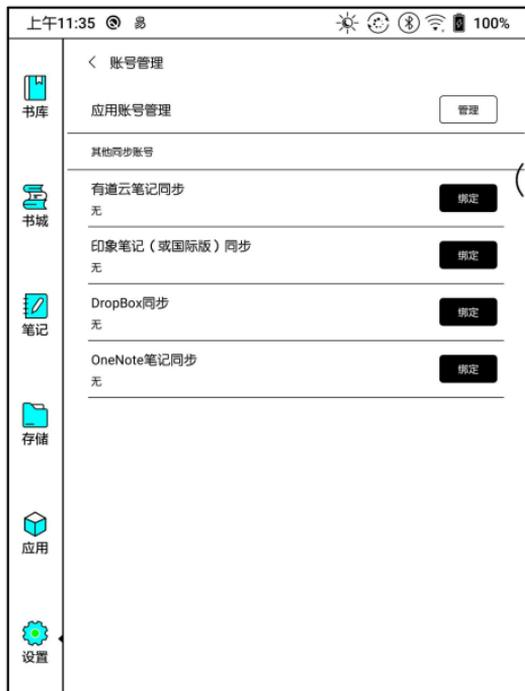 上午11:35
100%
账号管理
应用账号管理
管理
其他同步账号
有道云笔记同步
无
绑定
印象笔记（或国际版）同步
无
绑定
DropBox同步
无
绑定
OneNote笔记同步
无
绑定
书库
书城
笔记
存储
应用
设置